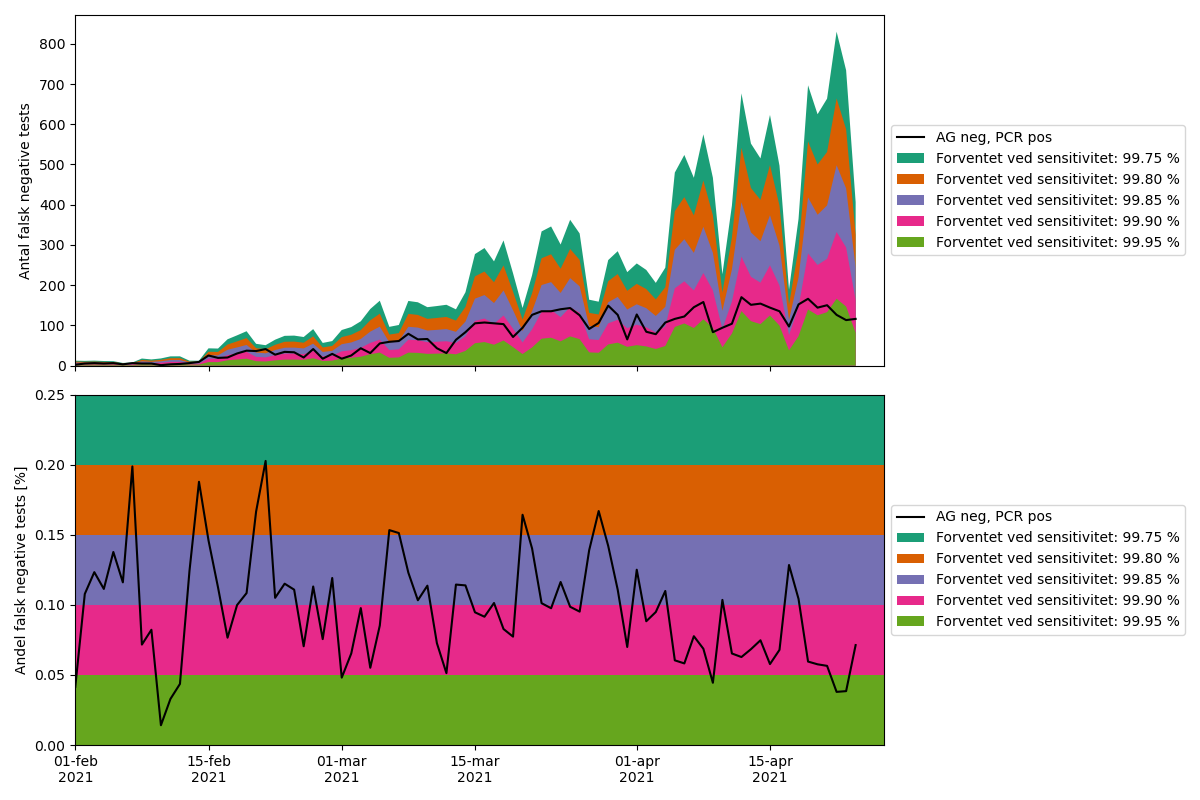 Antal falsk negative tests
800
700
600
500
400
300
200
100
0
AG neg, PCR pos
Forventet ved sensitivitet: 99.75 %
Forventet ved sensitivitet: 99.80 %
Forventet ved sensitivitet: 99.85 %
Forventet ved sensitivitet: 99.90 %
Forventet ved sensitivitet: 99.95 %
Andel falsk negative tests [%]
0.25
0.20
0.15
0.10
0.05
0.00
01-feb
2021
15-feb
2021
01-mar
2021
15-mar
2021
01-apr
2021
15-apr
2021
AG neg, PCR pos
Forventet ved sensitivitet: 99.75 %
Forventet ved sensitivitet: 99.80 %
Forventet ved sensitivitet: 99.85 %
Forventet ved sensitivitet: 99.90 %
Forventet ved sensitivitet: 99.95 %